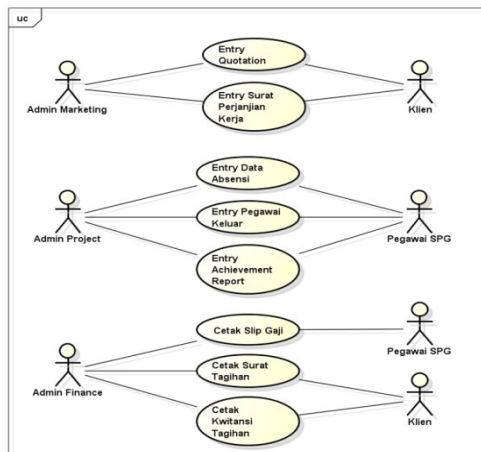 uc
Entry
Quotation
Admin Marketing
Entry Surat
Perjanjian
Kerja
Klien
Entry Data
Absensi
Admin Project
Entry Pegawai
Keluar
Pegawai SPG
Entry
Achievement
Report
Cetak Slip Gaji
Pegawai SPG
Admin Finance
Cetak Surat
Tagihan
Cetak
Kwitansi
Tagihan
Klien